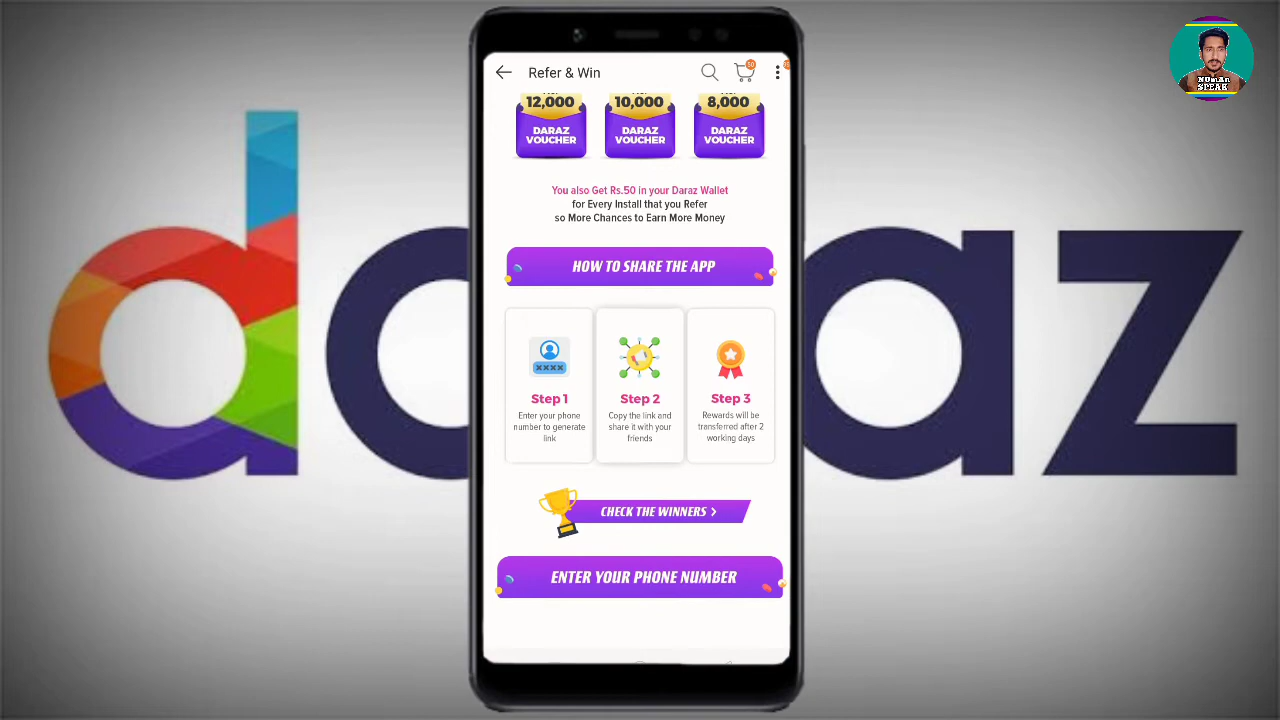 Refer & Win
12,000
10,000
8,000
DARAZ
VOUCHER
DARAZ
VOUCHER
DARAZ
VOUCHER
You also Get Rs.50 in your Daraz Wallet
for Every Install that you Refer
so More Chances to Earn More Money
HOW TO SHARE THE APP
XXXX
Step 1
Enter your phone
number to generate
link
Step 2
Copy the link and
share it with your
friends
Step 3
Rewards will be
transferred after 2
working days
CHECK THE WINNERS >
ENTER YOUR PHONE NUMBER
daraz
NUmAn
SPEAK